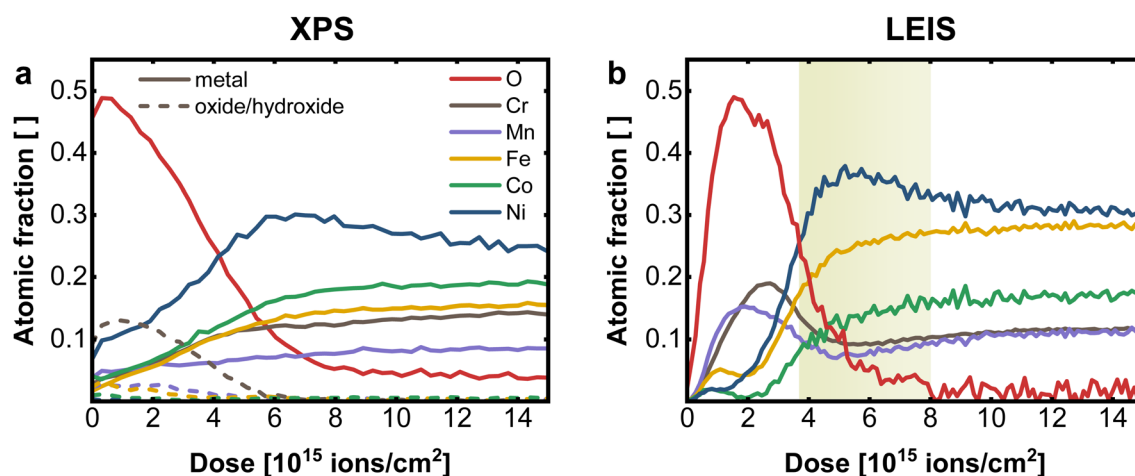 XPS
a
metal
oxide/hydroxide
O
Cr
Mn
Fe
Co
Ni
0.5
0.4
0.3
0.2
0.1
Atomic fraction [ ]
0 2 4 6 8 10 12 14
Dose [10¹⁵ ions/cm²]
LEIS
b
0.5
0.4
0.3
0.2
0.1
Atomic fraction [ ]
0 2 4 6 8 10 12 14
Dose [10¹⁵ ions/cm²]